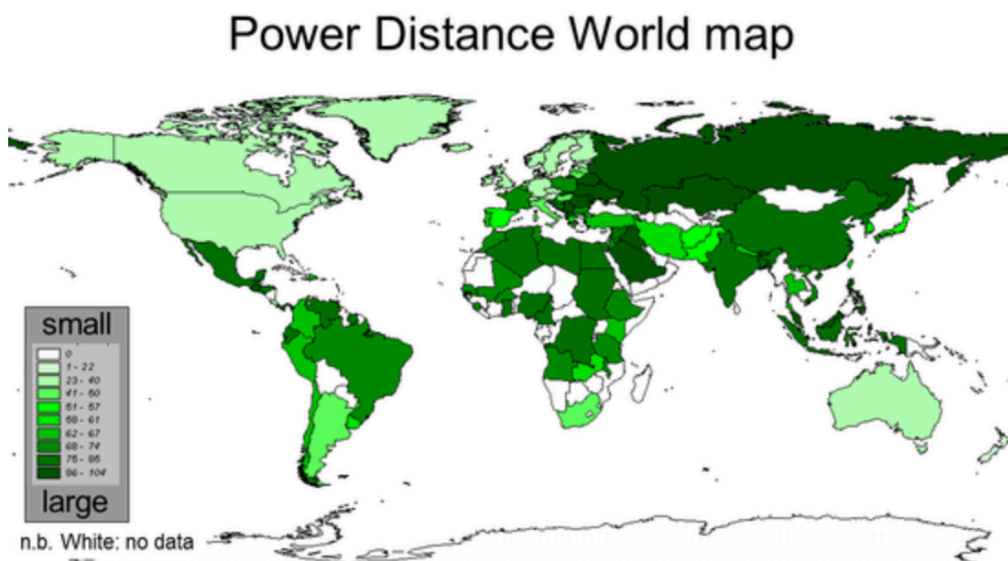 Power Distance World map
small
0
1 - 22
23 - 40
41 - 50
51 - 57
58 - 61
62 - 67
68 - 74
75 - 85
86 - 104
large
n.b. White: no data